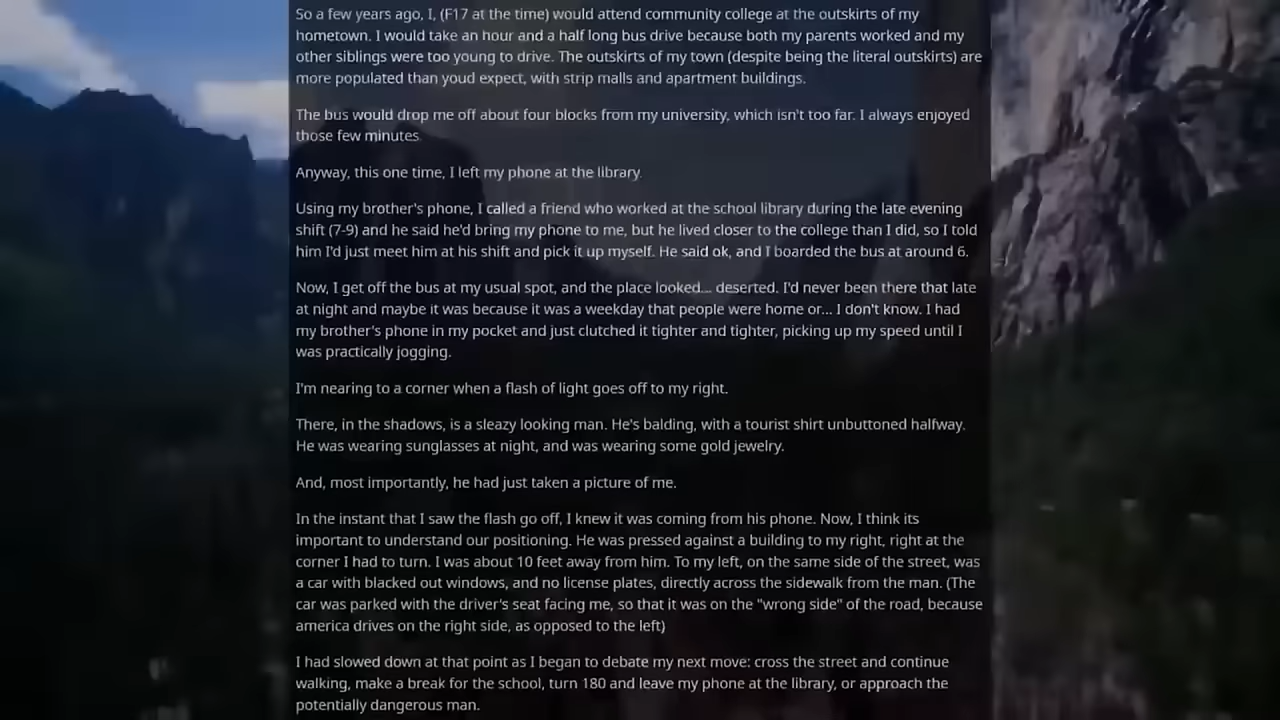 So a few years ago, I, (F17 at the time) would attend community college at the outskirts of my
hometown. I would take an hour and a half long bus drive because both my parents worked and my
other siblings were too young to drive. The outskirts of my town (despite being the literal outskirts) are
more populated than youd expect, with strip malls and apartment buildings.
The bus would drop me off about four blocks from my university, which isn't too far. I always enjoyed
those few minutes.
Anyway, this one time, I left my phone at the library.
Using my brother's phone, I called a friend who worked at the school library during the late evening
shift (7-9) and he said he'd bring my phone to me, but he lived closer to the college than I did, so I told
him I'd just meet him at his shift and pick it up myself. He said ok, and I boarded the bus at around 6.
Now, I get off the bus at my usual spot, and the place looked... deserted. I'd never been there that late
at night and maybe it was because it was a weekday that people were home or... I don't know. I had
my brother's phone in my pocket and just clutched it tighter and tighter, picking up my speed until I
was practically jogging.
I'm nearing to a corner when a flash of light goes off to my right.
There, in the shadows, is a sleazy looking man. He's balding, with a tourist shirt unbuttoned halfway.
He was wearing sunglasses at night, and was wearing some gold jewelry.
And, most importantly, he had just taken a picture of me.
In the instant that I saw the flash go off, I knew it was coming from his phone. Now, I think its
important to understand our positioning. He was pressed against a building to my right, right at the
corner I had to turn. I was about 10 feet away from him. To my left, on the same side of the street, was
a car with blacked out windows, and no license plates, directly across the sidewalk from the man. (The
car was parked with the driver's seat facing me, so that it was on the "wrong side" of the road, because
america drives on the right side, as opposed to the left)
I had slowed down at that point as I began to debate my next move: cross the street and continue
walking, make a break for the school, turn 180 and leave my phone at the library, or approach the
potentially dangerous man.